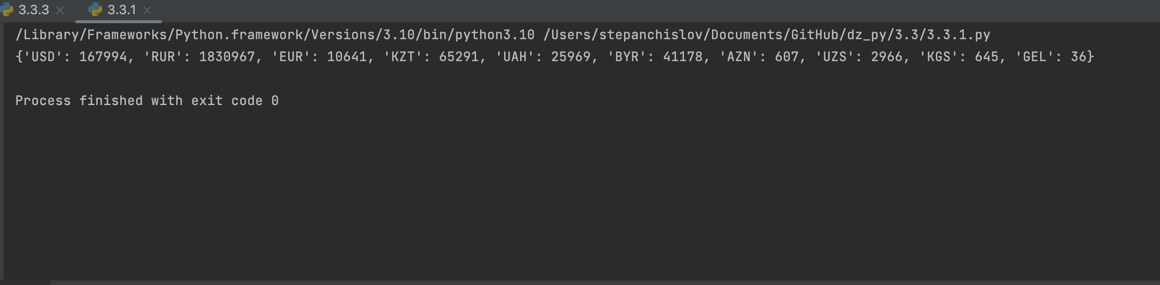 3.3.3 3.3.1
/Library/Frameworks/Python.framework/Versions/3.10/bin/python3.10 /Users/stepanchislov/Documents/GitHub/dz_py/3.3/3.3.1.py
{'USD': 167994, 'RUR': 1830967, 'EUR': 10641, 'KZT': 65291, 'UAH': 25969, 'BYR': 41178, 'AZN': 607, 'UZS': 2966, 'KGS': 645, 'GEL': 36}
Process finished with exit code 0